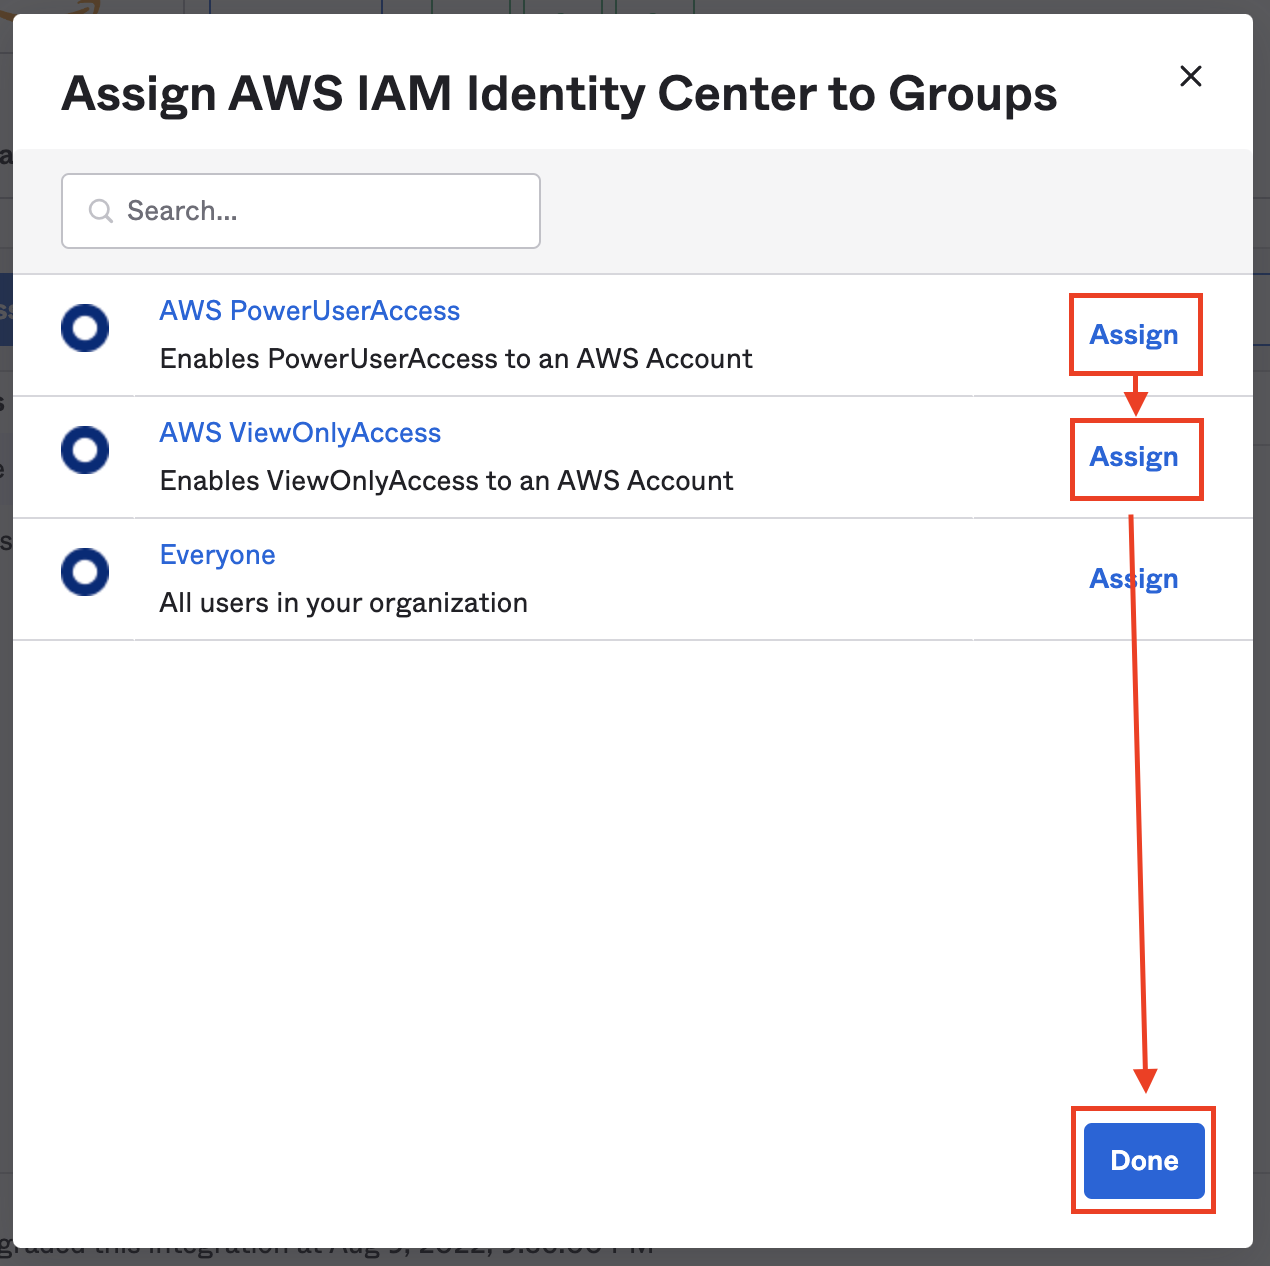 Assign AWS IAM Identity Center to Groups
Search...
AWS PowerUserAccess
Enables PowerUserAccess to an AWS Account
Assign
AWS ViewOnlyAccess
Enables ViewOnlyAccess to an AWS Account
Assign
Everyone
All users in your organization
Assign
Done